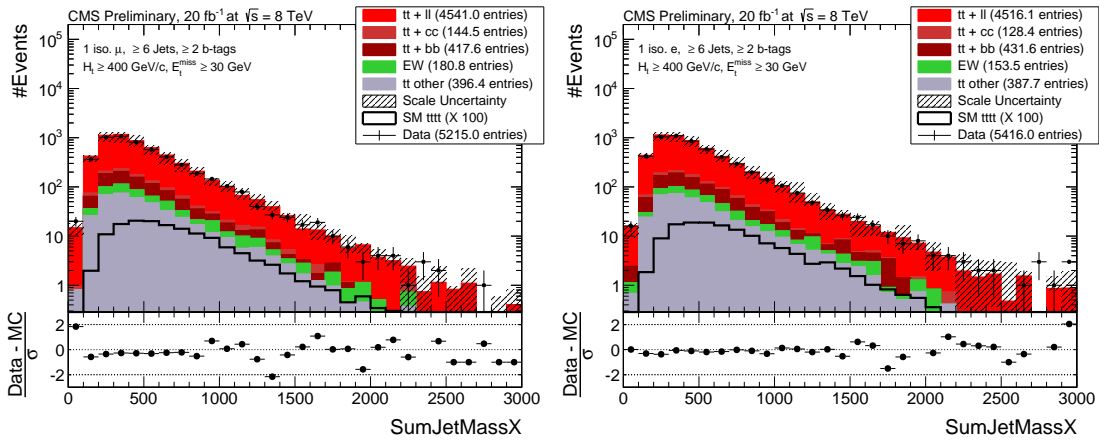 CMS Preliminary, 20 fb⁻¹ at √s = 8 TeV
1 iso. μ, ≥ 6 Jets, ≥ 2 b-tags
H_t ≥ 400 GeV/c, E_t^miss ≥ 30 GeV
tt + ll (4541.0 entries)
tt + cc (144.5 entries)
tt + bb (417.6 entries)
EW (180.8 entries)
tt other (396.4 entries)
Scale Uncertainty
SM tttt (X 100)
Data (5215.0 entries)
#Events
10⁵
10⁴
10³
10²
10
1
Data - MC
σ
2
0
-2
0 500 1000 1500 2000 2500 3000
SumJetMassX
CMS Preliminary, 20 fb⁻¹ at √s = 8 TeV
1 iso. e, ≥ 6 Jets, ≥ 2 b-tags
H_t ≥ 400 GeV/c, E_t^miss ≥ 30 GeV
tt + ll (4516.1 entries)
tt + cc (128.4 entries)
tt + bb (431.6 entries)
EW (153.5 entries)
tt other (387.7 entries)
Scale Uncertainty
SM tttt (X 100)
Data (5416.0 entries)
#Events
10⁵
10⁴
10³
10²
10
1
Data - MC
σ
2
0
-2
0 500 1000 1500 2000 2500 3000
SumJetMassX